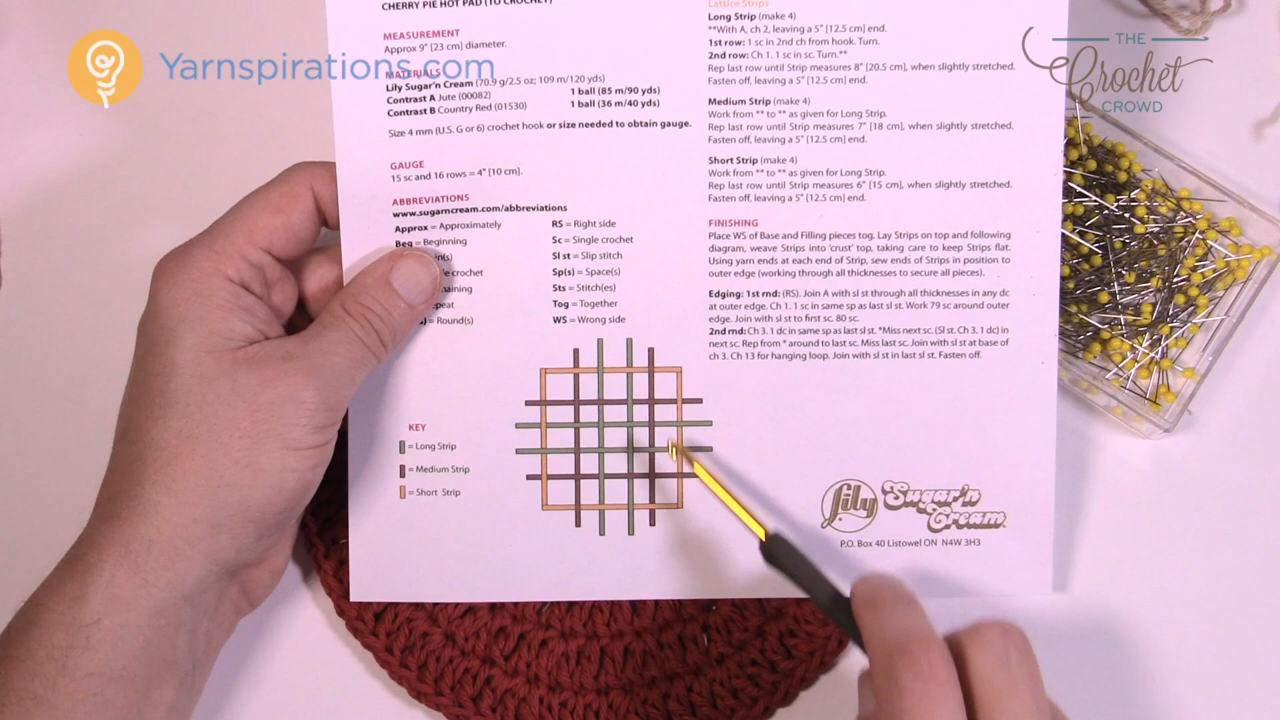 CHERRY PIE HOT PAD (TO CROCHET)
MEASUREMENT
Approx 9" (23 cm) diameter.
MATERIALS
Lily Sugar'n Cream (70.9 g/2.5 oz; 109 m/120 yds)
Contrast A Jute (00082) 1 ball (85 m/90 yds)
Contrast B Country Red (01530) 1 ball (36 m/40 yds)
Size 4 mm (U.S. G or 6) crochet hook or size needed to obtain gauge.
GAUGE
15 sc and 16 rows = 4" [10 cm].
ABBREVIATIONS
www.sugarncream.com/abbreviations
Approx = Approximately
Beg = Beginning
in(s)
le crochet
aining
epeat
= Round(s)
RS = Right side
Sc = Single crochet
Sl st = Slip stitch
Sp(s) = Space(s)
Sts = Stitch(es)
Tog = Together
WS = Wrong side
KEY
= Long Strip
= Medium Strip
= Short Strip
Lattice Strips
Long Strip (make 4)
**With A, ch 2, leaving a 5" [12.5 cm] end.
1st row: 1 sc in 2nd ch from hook. Turn.
2nd row: Ch 1. 1 sc in sc. Turn.**
Rep last row until Strip measures 8" [20.5 cm], when slightly stretched.
Fasten off, leaving a 5" [12.5 cm] end.
Medium Strip (make 4)
Work from ** to ** as given for Long Strip.
Rep last row until Strip measures 7" [18 cm], when slightly stretched.
Fasten off, leaving a 5" [12.5 cm] end.
Short Strip (make 4)
Work from ** to ** as given for Long Strip.
Rep last row until Strip measures 6" [15 cm], when slightly stretched.
Fasten off, leaving a 5" [12.5 cm] end.
FINISHING
Place WS of Base and Filling pieces tog. Lay Strips on top and following
diagram, weave Strips into 'crust' top, taking care to keep Strips flat.
Using yarn ends at each end of Strip, sew ends of Strips in position to
outer edge (working through all thicknesses to secure all pieces).
Edging: 1st rnd: (RS). Join A with sl st through all thicknesses in any dc
at outer edge. Ch 1. 1 sc in same sp as last sl st. Work 79 sc around outer
edge. Join with sl st to first sc. 80 sc.
2nd rnd: Ch 3. 1 dc in same sp as last sl st. *Miss next sc. (Sl st. Ch 3. 1 dc) in
next sc. Rep from * around to last sc. Miss last sc. Join with sl st at base of
ch 3. Ch 13 for hanging loop. Join with sl st in last sl st. Fasten off.
Lily Sugar'n Cream
P.O. Box 40 Listowel ON N4W 3H3
Yarnspirations.com
THE
Crochet
CROWD